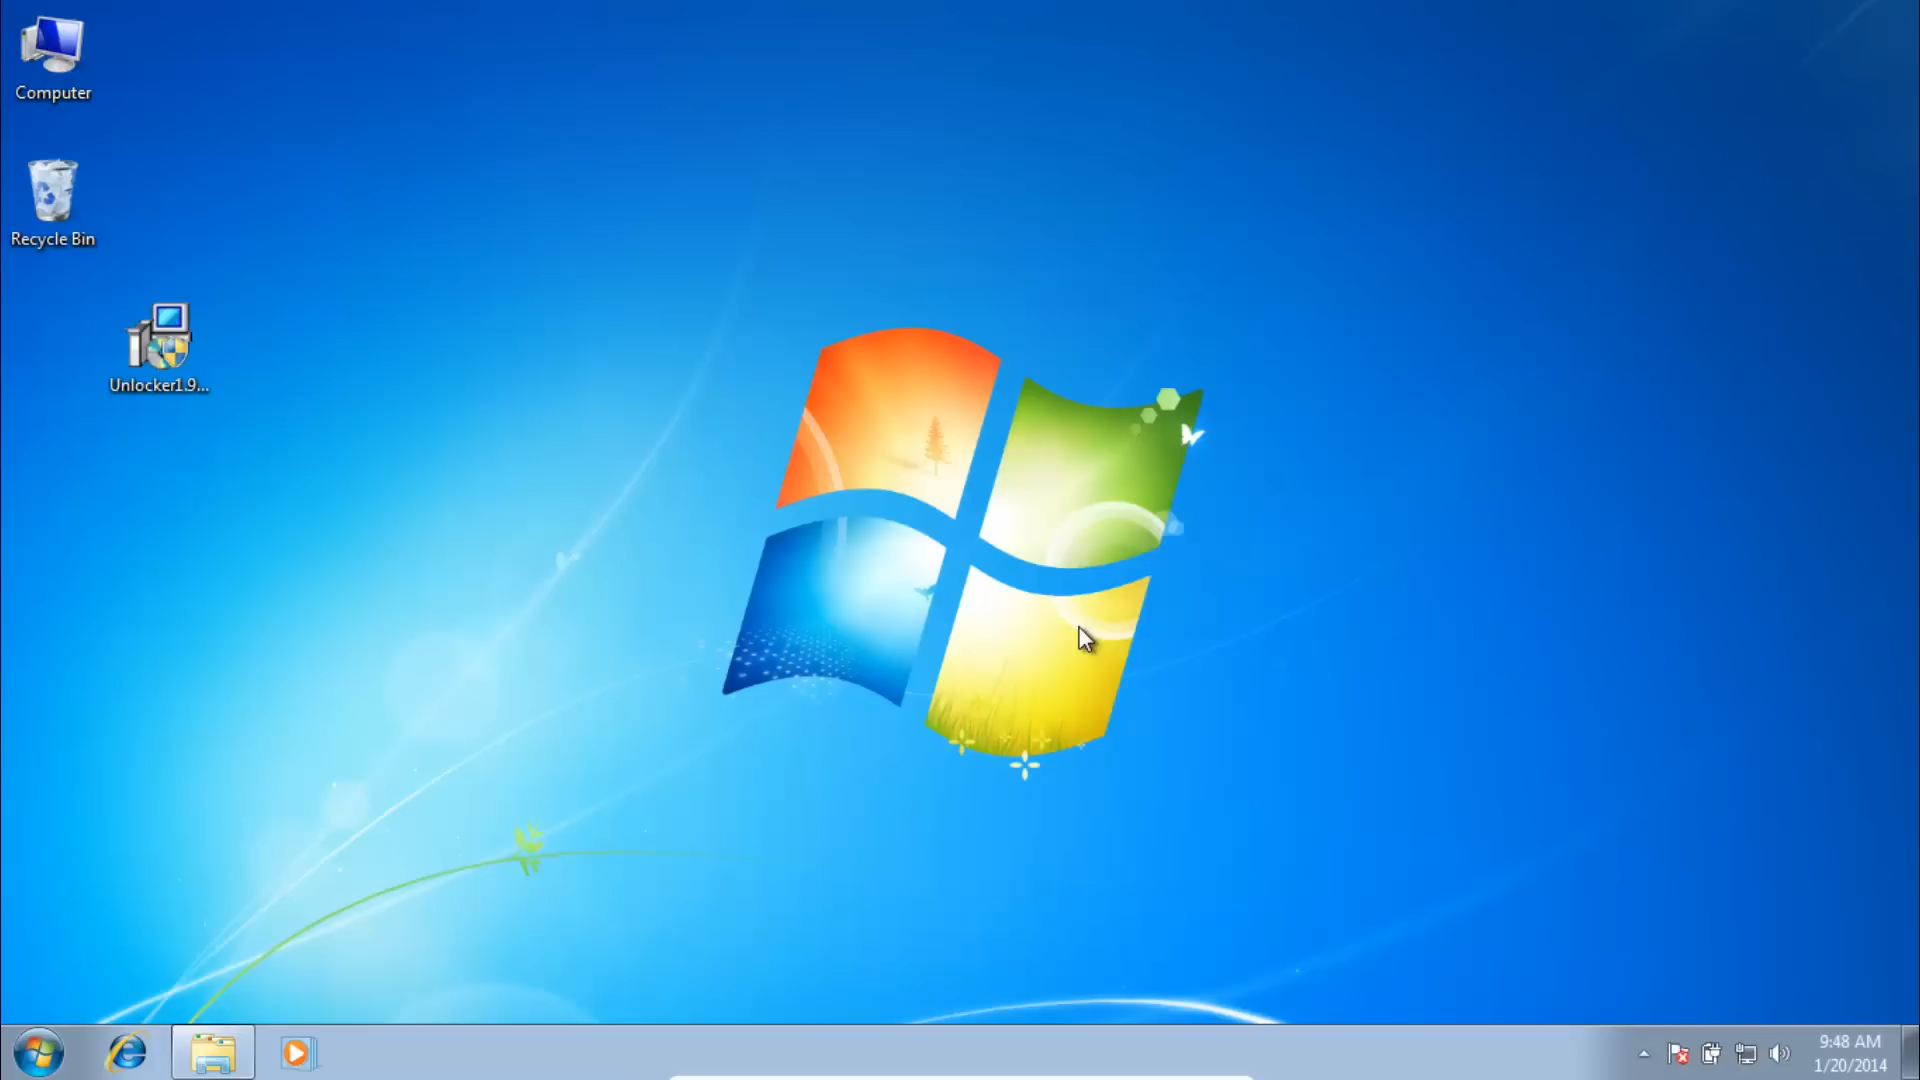 Computer
Recycle Bin
Unlocker1.9...
9:48 AM
1/20/2014